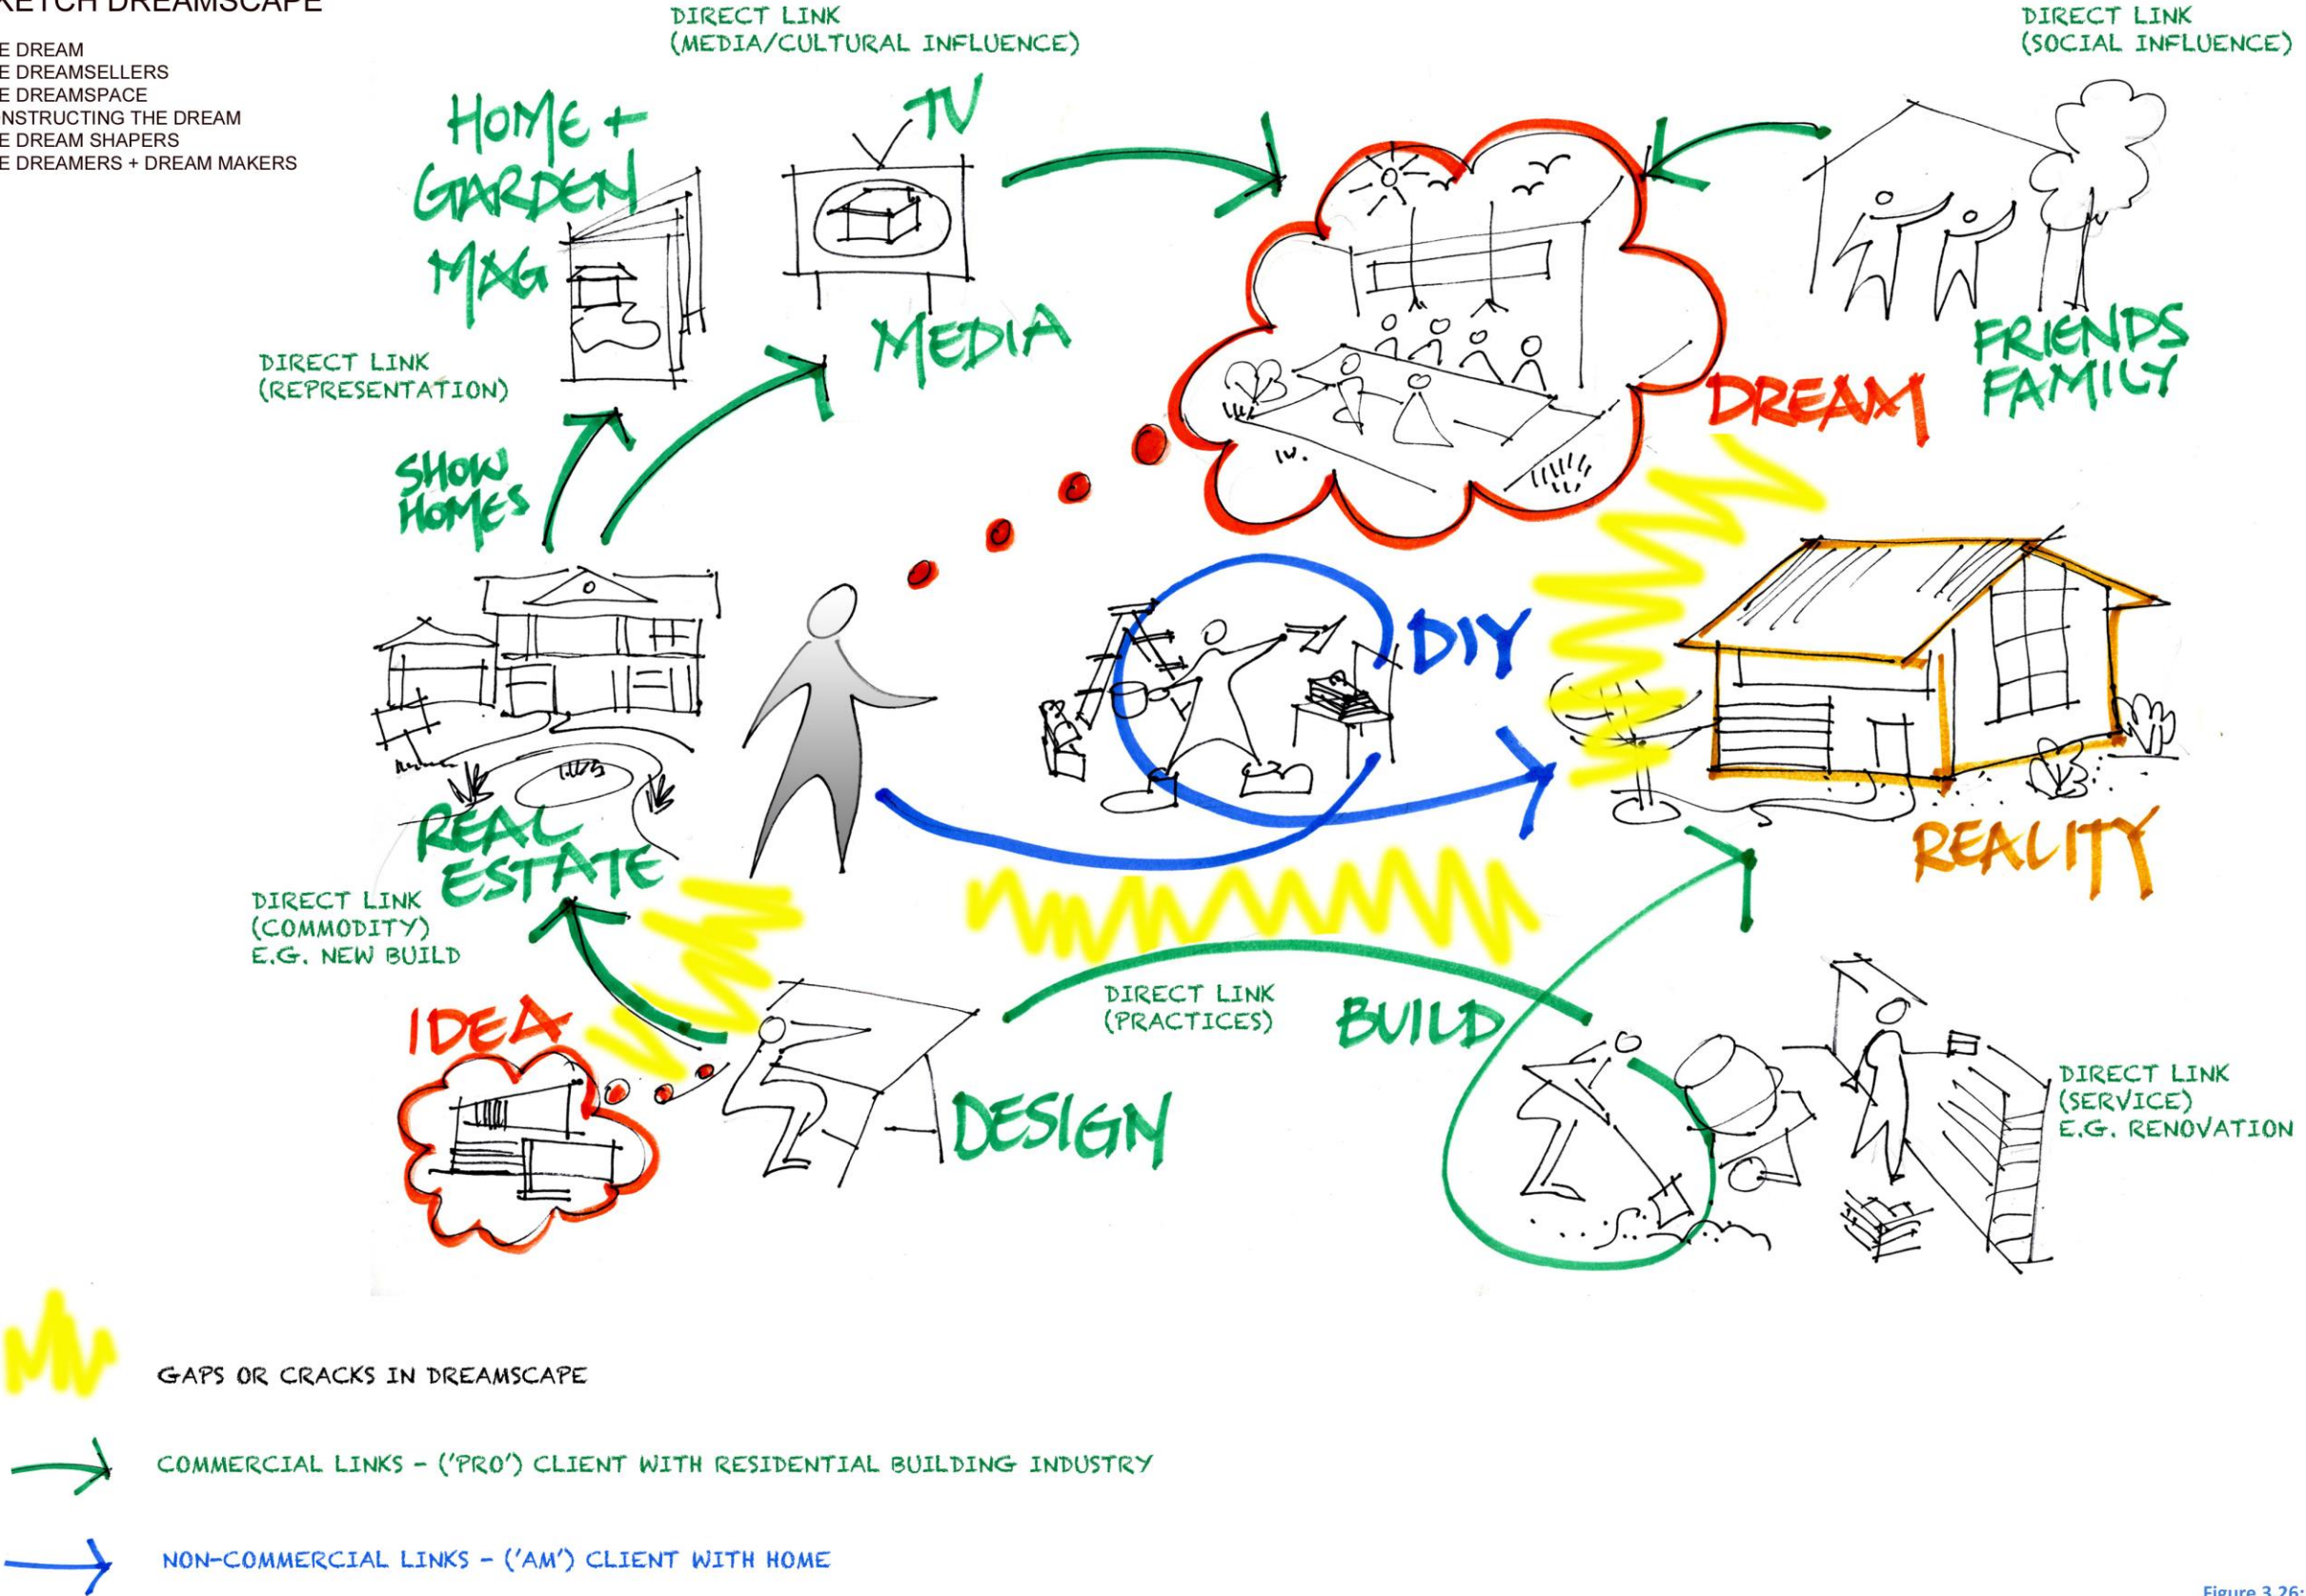 KETCH DREAMSCAPE
E DREAM
E DREAMSELLERS
E DREAMSPACE
ONSTRUCTING THE DREAM
E DREAM SHAPERS
E DREAMERS + DREAM MAKERS
DIRECT LINK
(MEDIA/CULTURAL INFLUENCE)
DIRECT LINK
(SOCIAL INFLUENCE)
HOME +
GARDEN
MAG
TV
MEDIA
FRIENDS
FAMILY
DREAM
DIRECT LINK
(REPRESENTATION)
SHOW
HOMES
DIY
REAL
ESTATE
REALITY
DIRECT LINK
(COMMODITY)
E.G. NEW BUILD
IDEA
DIRECT LINK
(PRACTICES)
BUILD
DESIGN
DIRECT LINK
(SERVICE)
E.G. RENOVATION
GAPS OR CRACKS IN DREAMSCAPE
COMMERCIAL LINKS - ('PRO') CLIENT WITH RESIDENTIAL BUILDING INDUSTRY
NON-COMMERCIAL LINKS - ('AM') CLIENT WITH HOME
Figure 3.26: